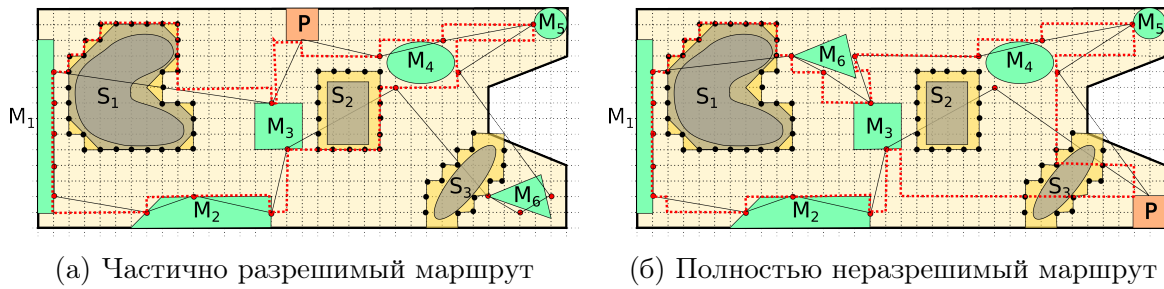 P
M5
M4
S1
S2
M1
M3
S3
M2
M6
(а) Частично разрешимый маршрут
M5
M6
M4
S1
S2
M1
M3
S3
M2
P
(б) Полностью неразрешимый маршрут